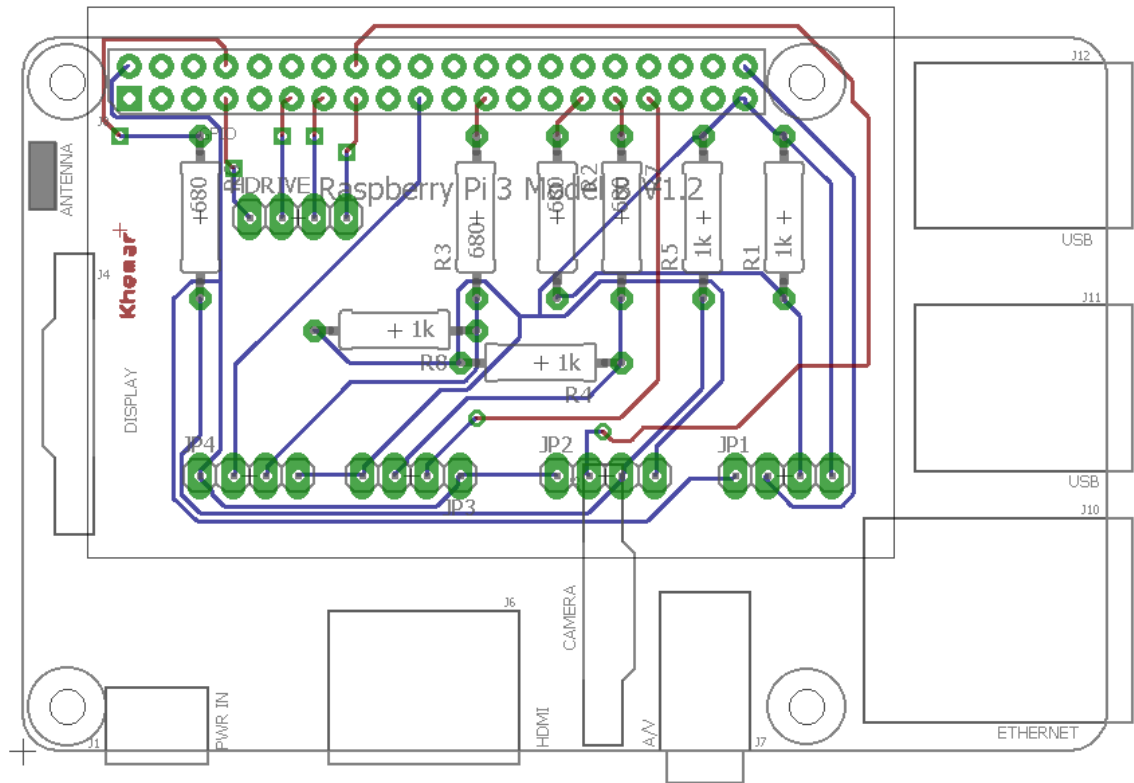 J12
USB
J11
USB
J10
ETHERNET
ANTENNA
HDRIVE
Raspberry Pi 3 Model B V1.2
Khomar
J4
DISPLAY
680
R3
680
680
R2
680
R5
1k
R1
1k
1k
R8
1k
R4
JP4
JP3
JP2
JP1
CAMERA
J6
HDMI
A/V
J7
J1
PWR IN